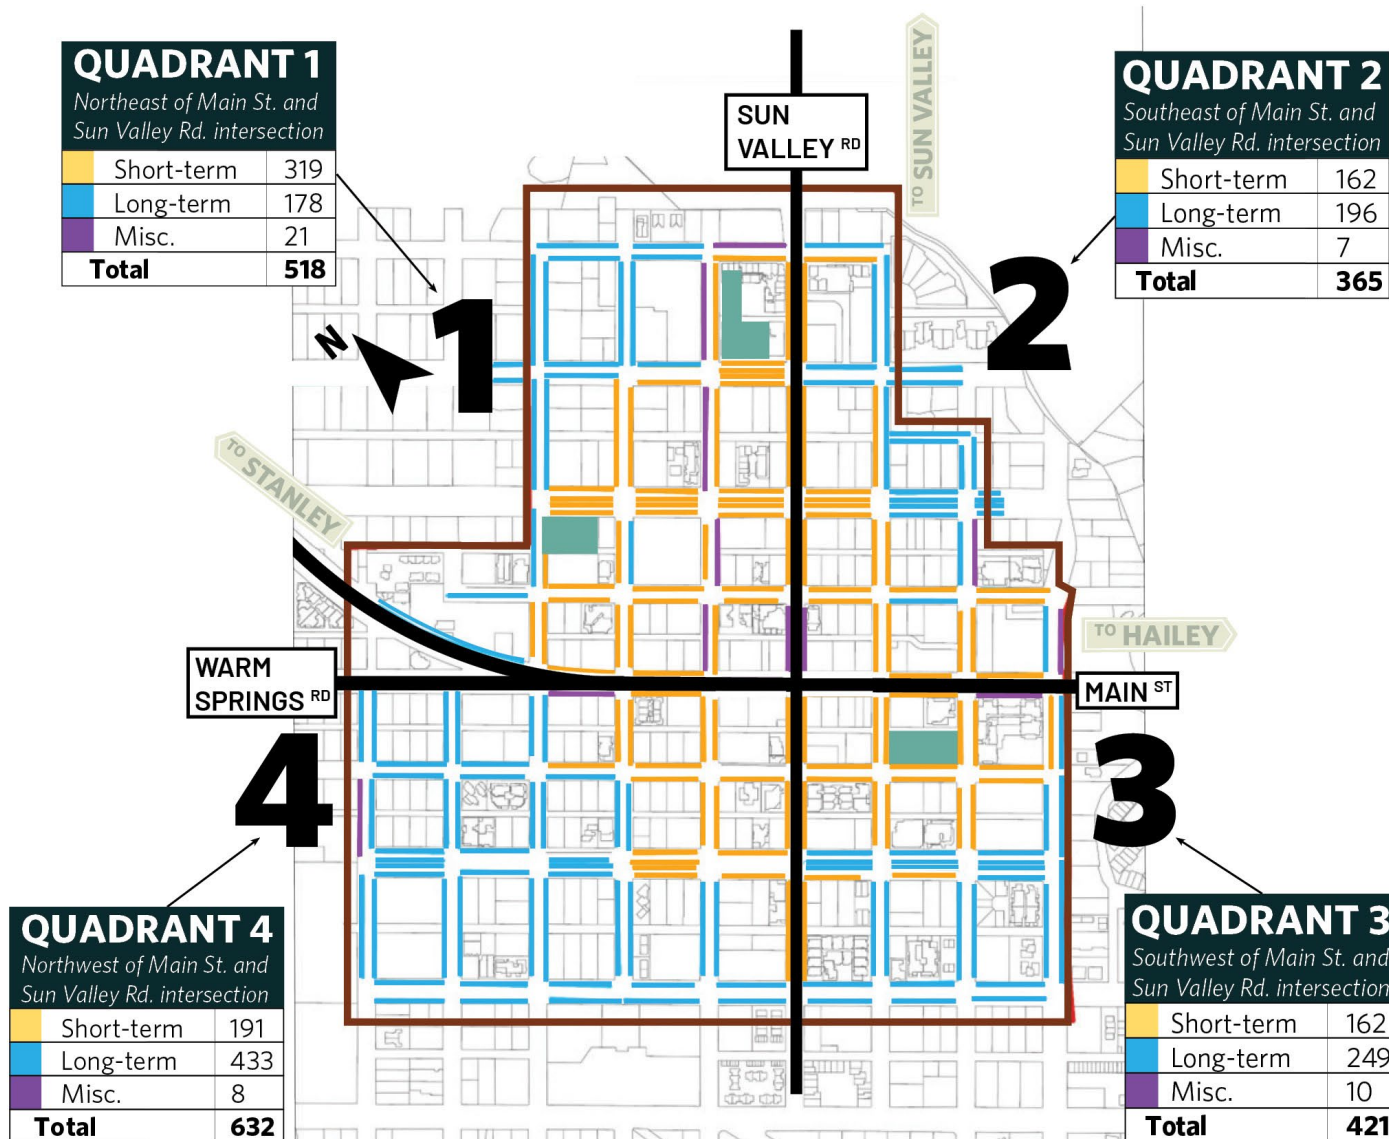 QUADRANT 1
Northeast of Main St. and
Sun Valley Rd. intersection
Short-term 319
Long-term 178
Misc. 21
Total 518
SUN
VALLEY RD
TO SUN VALLEY
QUADRANT 2
Southeast of Main St. and
Sun Valley Rd. intersection
Short-term 162
Long-term 196
Misc. 7
Total 365
1
2
N
TO STANLEY
TO HAILEY
WARM
SPRINGS RD
MAIN ST
4
3
QUADRANT 4
Northwest of Main St. and
Sun Valley Rd. intersection
Short-term 191
Long-term 433
Misc. 8
Total 632
QUADRANT 3
Southwest of Main St. and
Sun Valley Rd. intersection
Short-term 162
Long-term 249
Misc. 10
Total 421